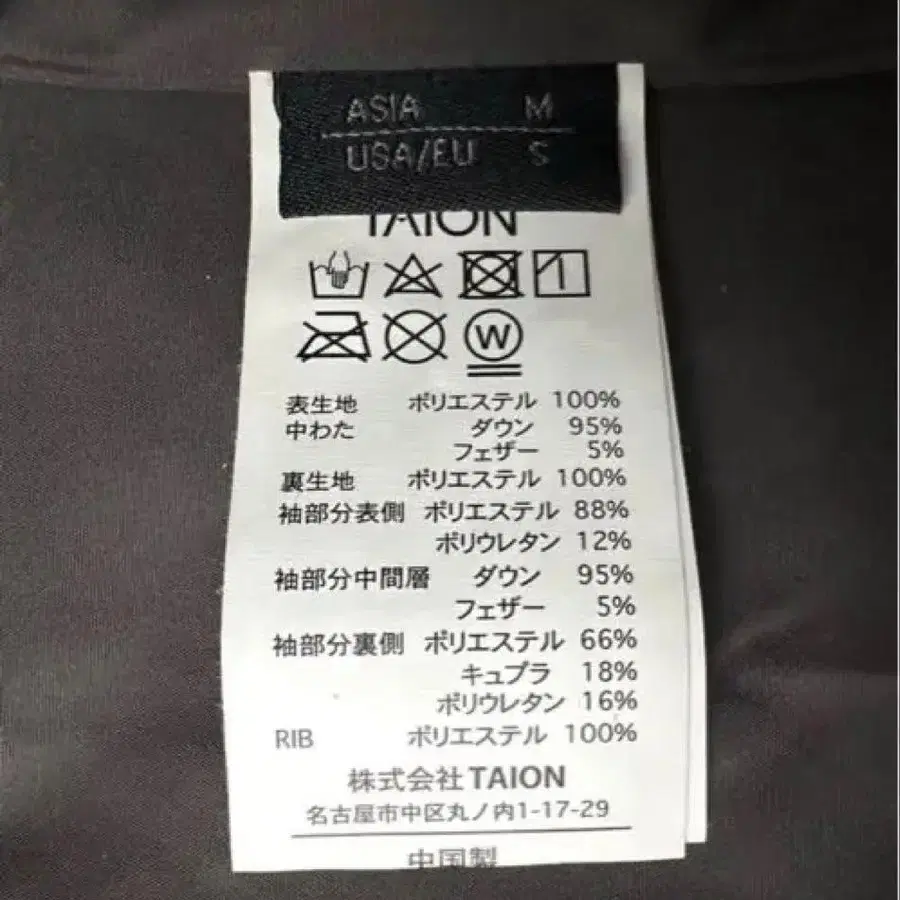 ASIA M
USA/EU S
TAION
W
表生地 ポリエステル 100%
中わた ダウン 95%
フェザー 5%
裏生地 ポリエステル 100%
袖部分表側 ポリエステル 88%
ポリウレタン 12%
袖部分中間層 ダウン 95%
フェザー 5%
袖部分裏側 ポリエステル 66%
キュプラ 18%
ポリウレタン 16%
RIB ポリエステル 100%
株式会社TAION
名古屋市中区丸ノ内1-17-29
中国製